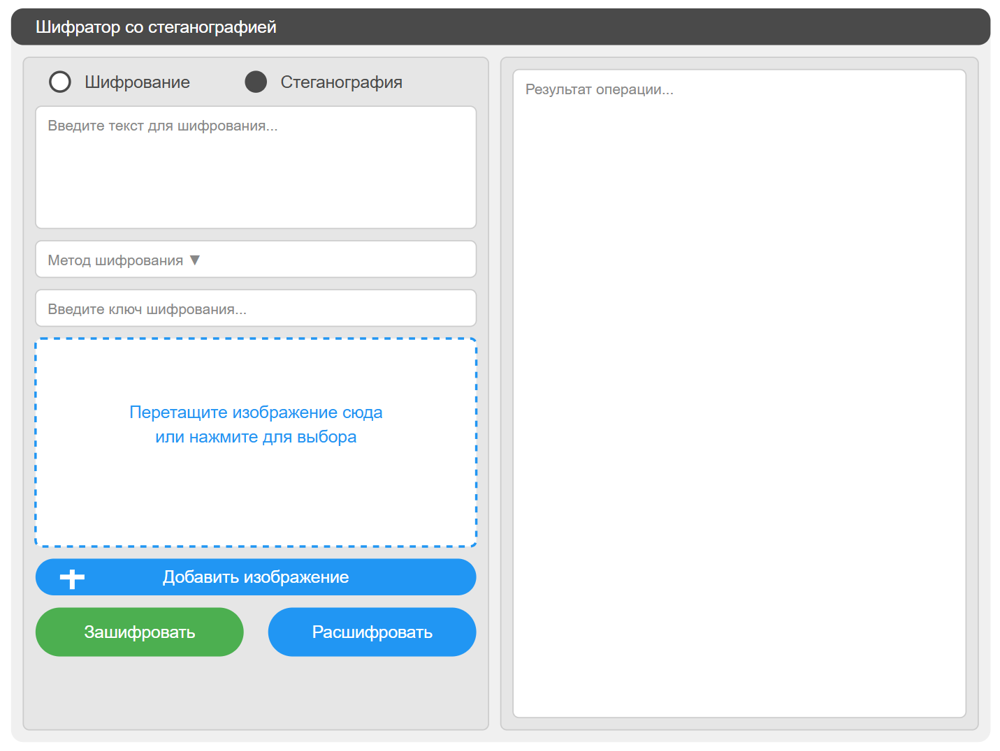 Шифратор со стеганографией
Шифрование
Стеганография
Введите текст для шифрования...
Метод шифрования ▼
Введите ключ шифрования...
Перетащите изображение сюда
или нажмите для выбора
Добавить изображение
Зашифровать
Расшифровать
Результат операции...